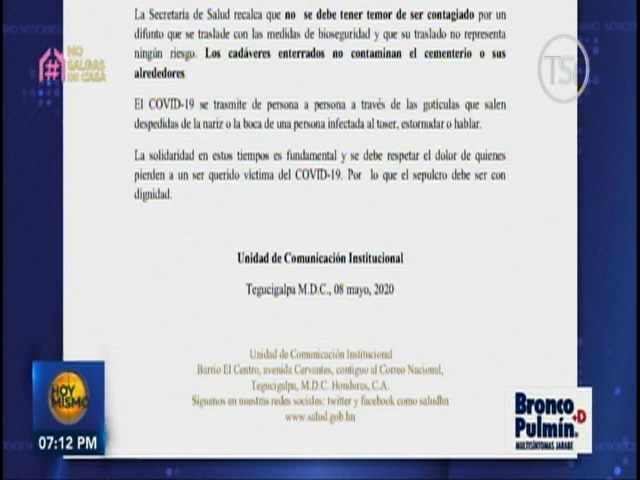 La Secretaria de Salud recalca que no se debe tener temor de ser contagiado por un
difunto que se traslade con las medidas de bioseguridad y que su traslado no representa
ningún riesgo. Los cadáveres enterrados no contaminan el cementerio o sus
alrededores
#NO
SALGAS
DE CASA
TSi
El COVID-19 se trasmite de persona a persona a través de las gotículas que salen
despedidas de la nariz o la boca de una persona infectada al toser, estornudar o hablar.
La solidaridad en estos tiempos es fundamental y se debe respetar el dolor de quienes
pierden a un ser querido víctima del COVID-19. Por lo que el sepulcro debe ser con
dignidad.
Unidad de Comunicación Institucional
Tegucigalpa M.D.C., 08 mayo, 2020
Unidad de Comunicación Institucional
Barrio El Centro, avenida Cervantes, contiguo al Correo Nacional,
Tegucigalpa, M.D.C. Honduras, C.A.
Síguenos en nuestras redes sociales: twitter y facebook como saludhn
www.salud.gob.hn
HOY
MISMO
07:12 PM
Bronco
Pulmín. +D
MULTISÍNTOMAS JARABE